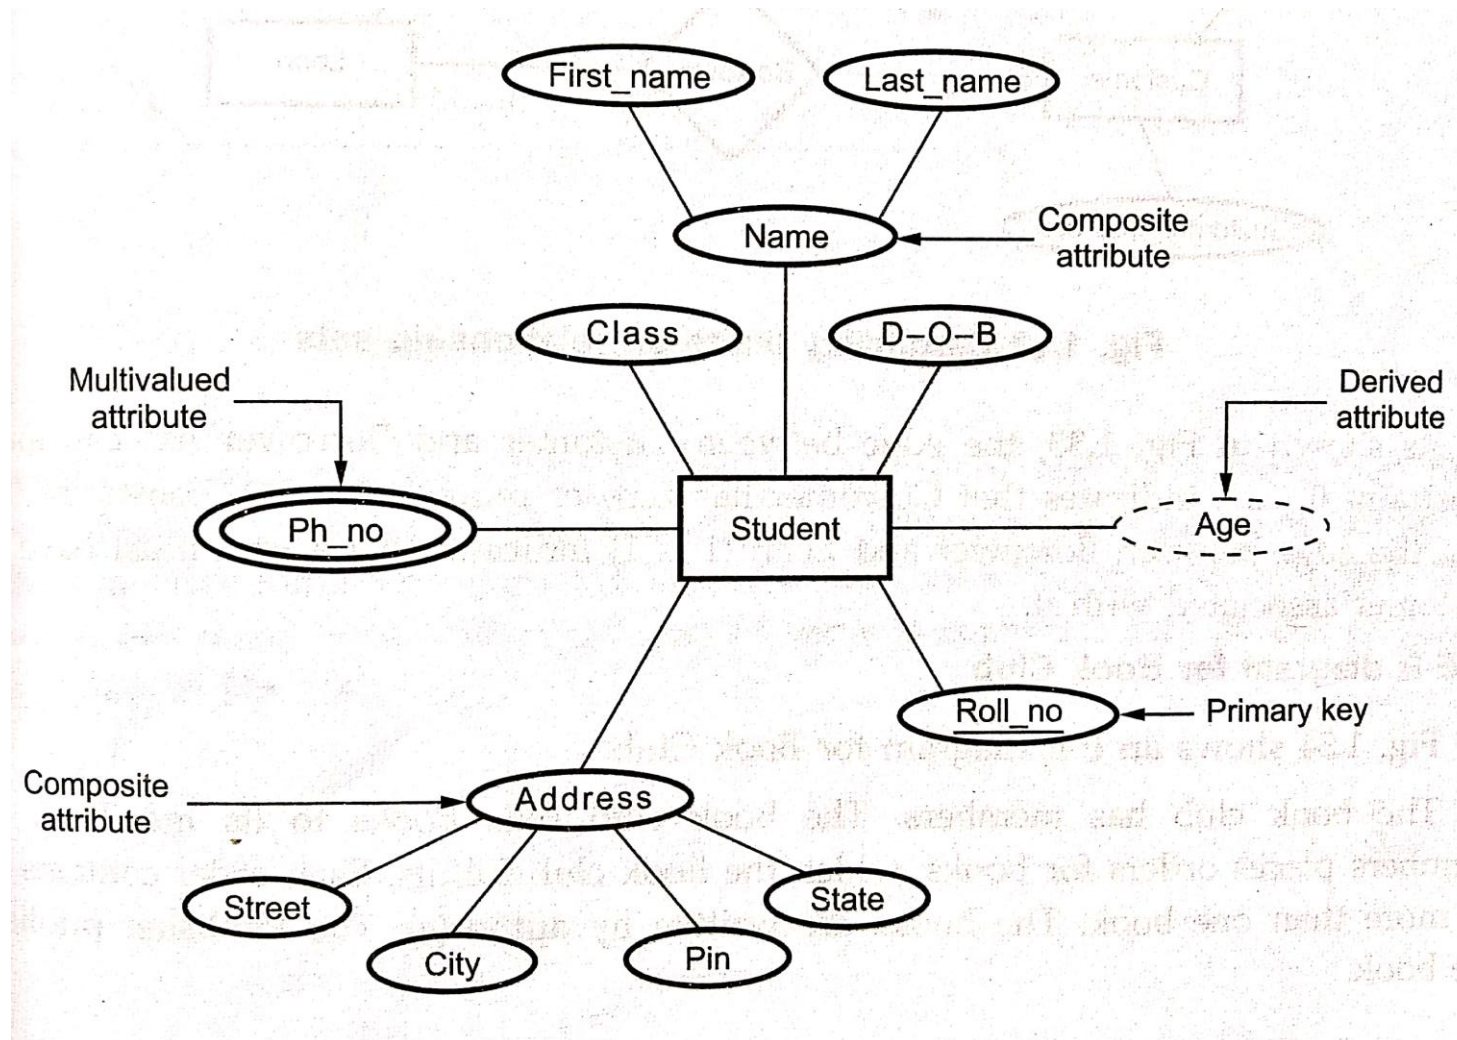 First_name
Last_name
Name
Composite
attribute
Class
D-O-B
Multivalued
attribute
Derived
attribute
Ph_no
Student
Age
Roll_no
Primary key
Composite
attribute
Address
Street
State
City
Pin